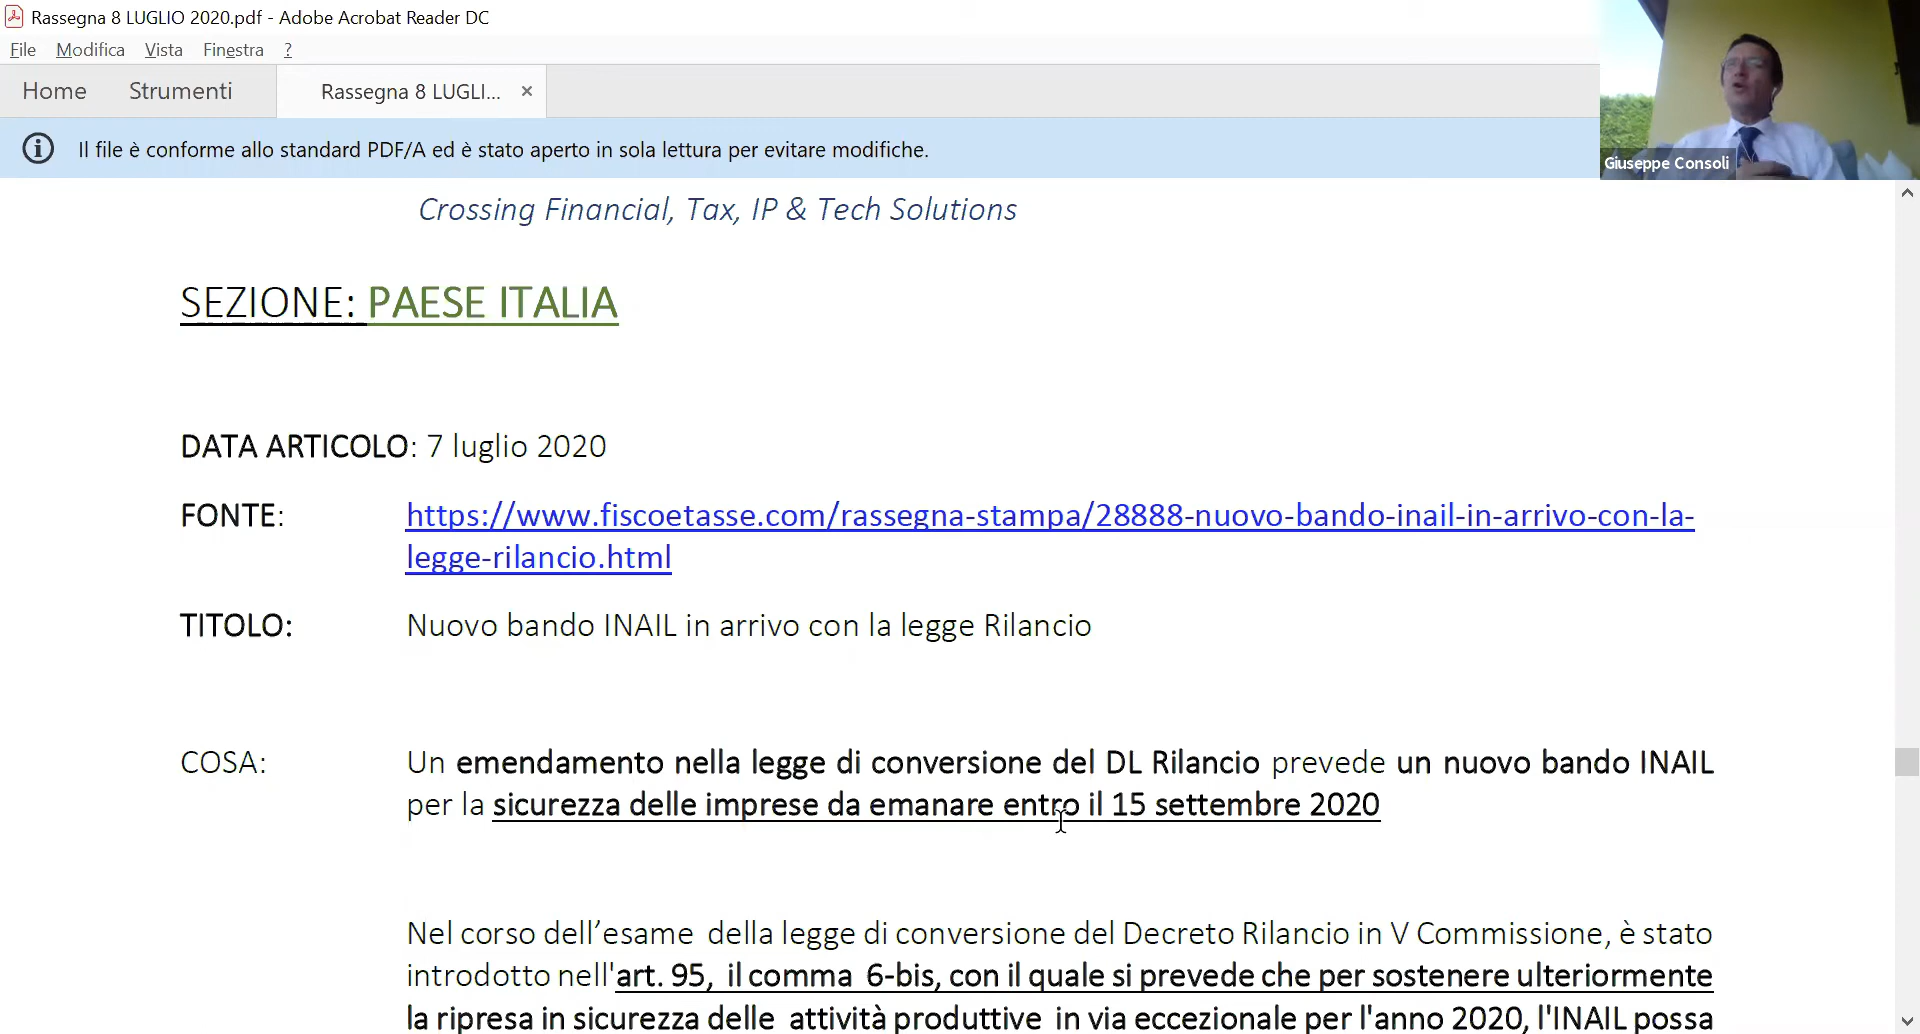 Rassegna 8 LUGLIO 2020.pdf - Adobe Acrobat Reader DC
File Modifica Vista Finestra ?
Home Strumenti Rassegna 8 LUGLI... ×
Il file è conforme allo standard PDF/A ed è stato aperto in sola lettura per evitare modifiche.
Giuseppe Consoli
Crossing Financial, Tax, IP & Tech Solutions
SEZIONE: PAESE ITALIA
DATA ARTICOLO: 7 luglio 2020
FONTE: https://www.fiscoetasse.com/rassegna-stampa/28888-nuovo-bando-inail-in-arrivo-con-la-
legge-rilancio.html
TITOLO: Nuovo bando INAIL in arrivo con la legge Rilancio
COSA: Un emendamento nella legge di conversione del DL Rilancio prevede un nuovo bando INAIL
per la sicurezza delle imprese da emanare entro il 15 settembre 2020
Nel corso dell’esame della legge di conversione del Decreto Rilancio in V Commissione, è stato
introdotto nell'art. 95, il comma 6-bis, con il quale si prevede che per sostenere ulteriormente
la ripresa in sicurezza delle attività produttive in via eccezionale per l'anno 2020, l'INAIL possa